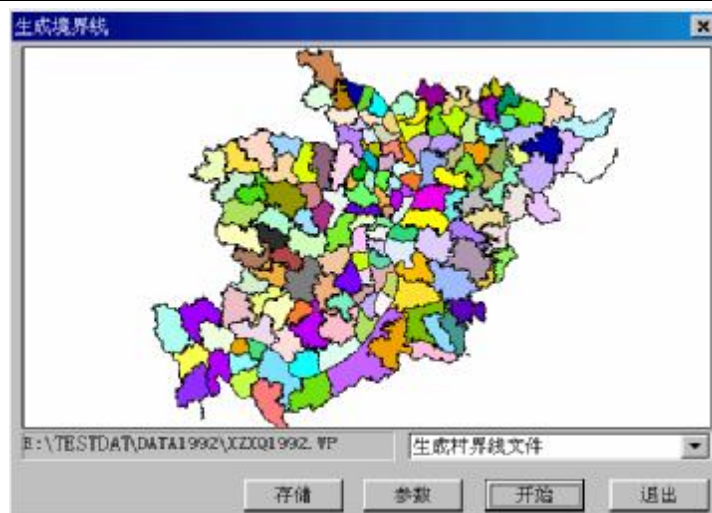 生成境界线
E:\TESTDAT\DATA1992\XZXQ1992.WP
生成村界线文件
存储
参数
开始
退出